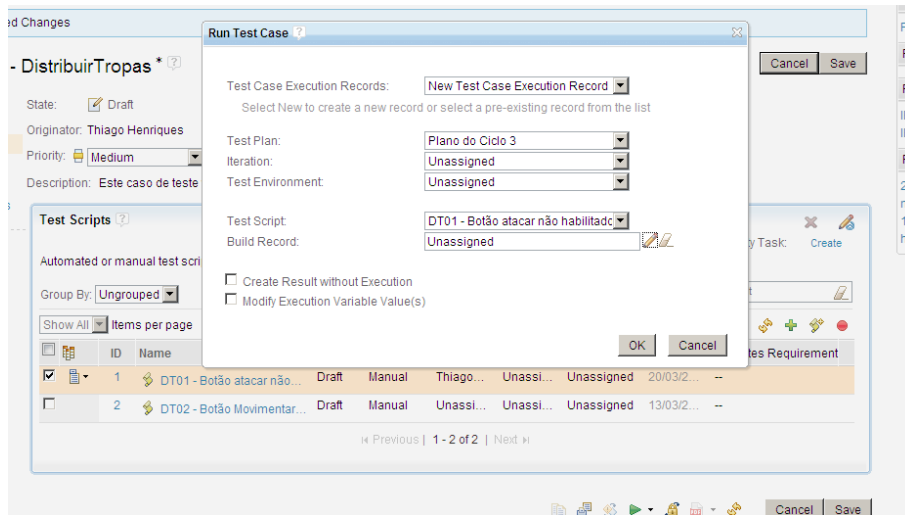 ed Changes
- DistribuirTropas *
Cancel Save
State: Draft
Originator: Thiago Henriques
Priority: Medium
Description: Este caso de teste
Run Test Case
Test Case Execution Records: New Test Case Execution Record
Select New to create a new record or select a pre-existing record from the list
Test Plan: Plano do Ciclo 3
Iteration: Unassigned
Test Environment: Unassigned
Test Script: DT01 - Botão atacar não habilitadc
Build Record: Unassigned
Create Result without Execution
Modify Execution Variable Value(s)
OK Cancel
Test Scripts
y Task: Create
Automated or manual test scri
Group By: Ungrouped
Show All Items per page
ID Name tes Requirement
1 DT01 - Botão atacar não... Draft Manual Thiago... Unassi... Unassigned 20/03/2... --
2 DT02 - Botão Movimentar... Draft Manual Unassi... Unassi... Unassigned 13/03/2... --
Previous | 1 - 2 of 2 | Next
Cancel Save